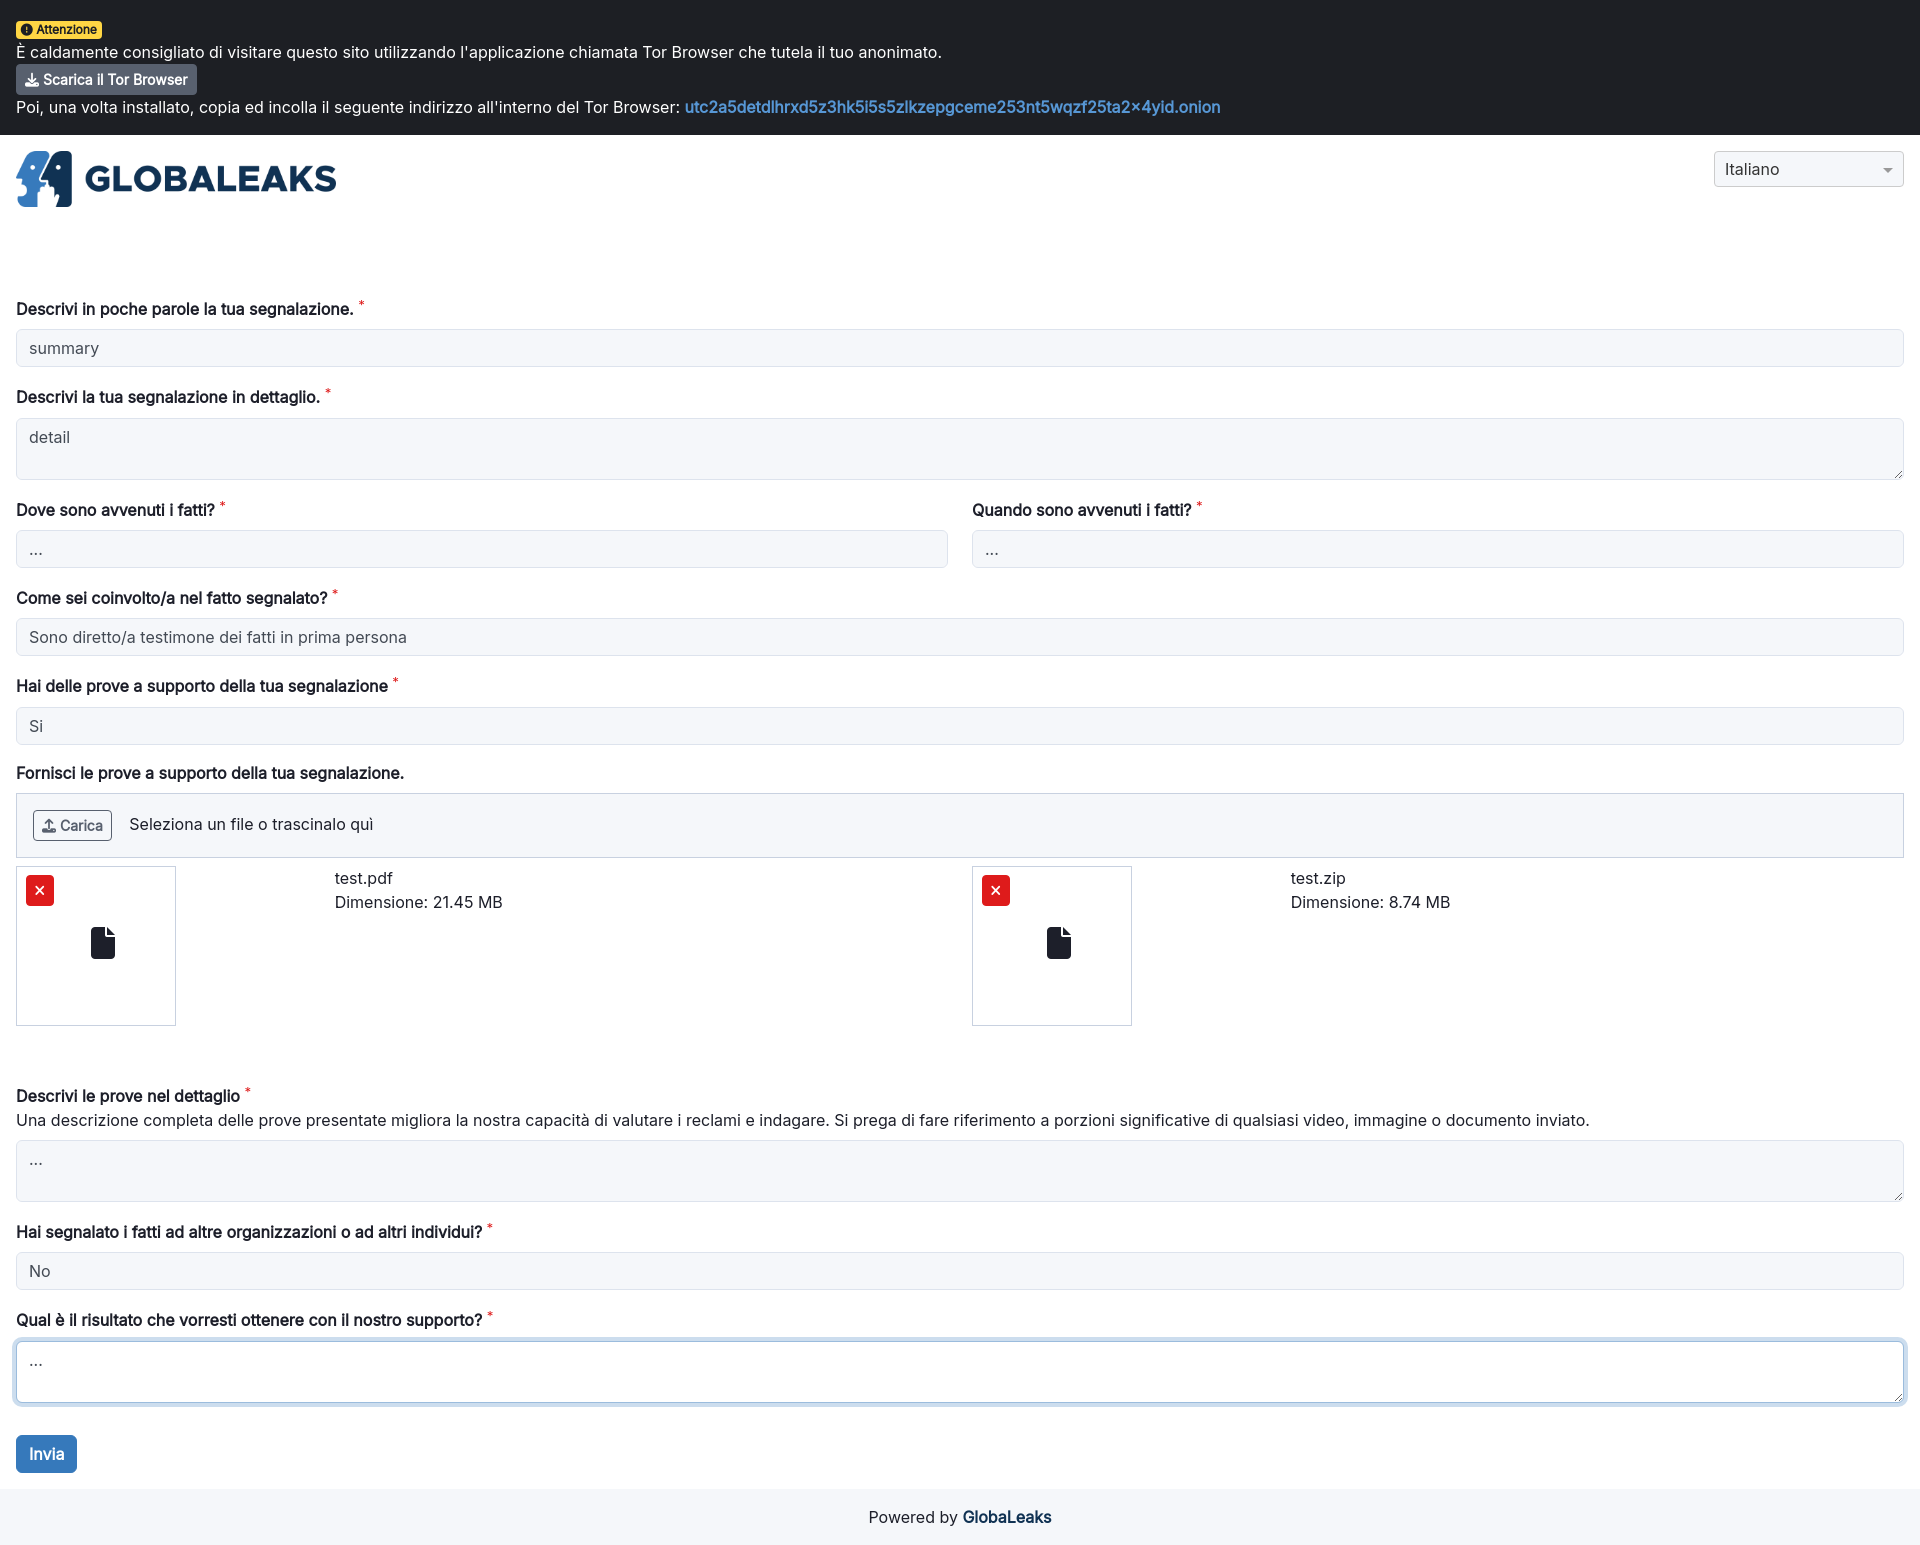 Attenzione
È caldamente consigliato di visitare questo sito utilizzando l'applicazione chiamata Tor Browser che tutela il tuo anonimato.
Scarica il Tor Browser
Poi, una volta installato, copia ed incolla il seguente indirizzo all'interno del Tor Browser: utc2a5detdlhrxd5z3hk5i5s5zlkzepgceme253nt5wqzf25ta2x4yid.onion
GLOBALEAKS
Italiano
Descrivi in poche parole la tua segnalazione. *
summary
Descrivi la tua segnalazione in dettaglio. *
detail
Dove sono avvenuti i fatti? *
...
Quando sono avvenuti i fatti? *
...
Come sei coinvolto/a nel fatto segnalato? *
Sono diretto/a testimone dei fatti in prima persona
Hai delle prove a supporto della tua segnalazione *
Si
Fornisci le prove a supporto della tua segnalazione.
Carica Seleziona un file o trascinalo quì
test.pdf
Dimensione: 21.45 MB
test.zip
Dimensione: 8.74 MB
Descrivi le prove nel dettaglio *
Una descrizione completa delle prove presentate migliora la nostra capacità di valutare i reclami e indagare. Si prega di fare riferimento a porzioni significative di qualsiasi video, immagine o documento inviato.
...
Hai segnalato i fatti ad altre organizzazioni o ad altri individui? *
No
Qual è il risultato che vorresti ottenere con il nostro supporto? *
...
Invia
Powered by GlobaLeaks